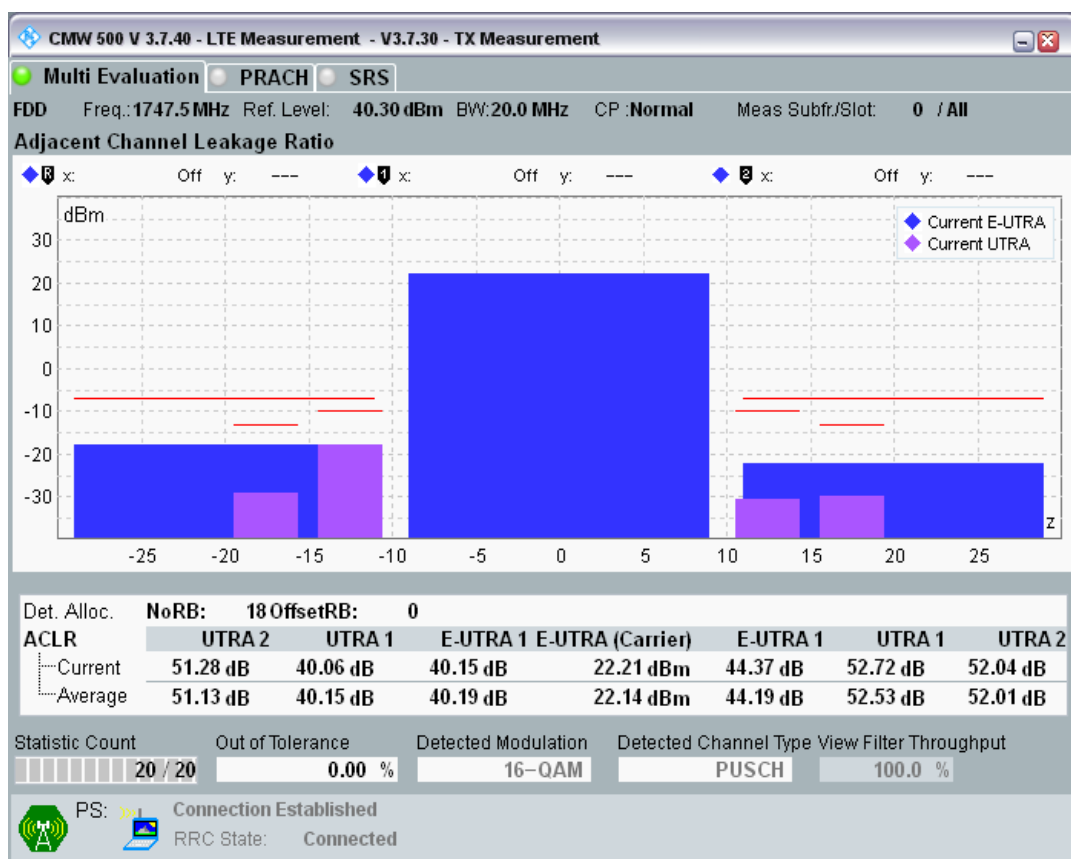 CMW 500 V 3.7.40 - LTE Measurement - V3.7.30 - TX Measurement
Multi Evaluation PRACH SRS
FDD Freq.: 1747.5 MHz Ref. Level: 40.30 dBm BW: 20.0 MHz CP :Normal Meas Subfr./Slot: 0 / All
Adjacent Channel Leakage Ratio
R x: Off y: --- 1 x: Off y: --- 2 x: Off y: ---
dBm
Current E-UTRA
Current UTRA
30
20
10
0
-10
-20
-30
z
-25 -20 -15 -10 -5 0 5 10 15 20 25
Det. Alloc. NoRB: 18 OffsetRB: 0
ACLR UTRA 2 UTRA 1 E-UTRA 1 E-UTRA (Carrier) E-UTRA 1 UTRA 1 UTRA 2
Current 51.28 dB 40.06 dB 40.15 dB 22.21 dBm 44.37 dB 52.72 dB 52.04 dB
Average 51.13 dB 40.15 dB 40.19 dB 22.14 dBm 44.19 dB 52.53 dB 52.01 dB
Statistic Count Out of Tolerance Detected Modulation Detected Channel Type View Filter Throughput
20 / 20 0.00 % 16-QAM PUSCH 100.0 %
PS: Connection Established
RRC State: Connected